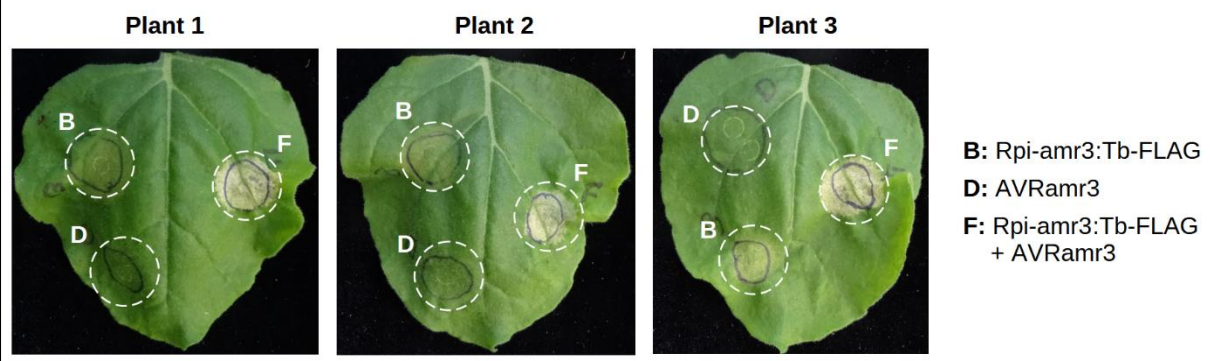 Plant 1
Plant 2
Plant 3
B
F
D
B
F
D
D
F
B
B: Rpi-amr3:Tb-FLAG
D: AVRamr3
F: Rpi-amr3:Tb-FLAG
+ AVRamr3